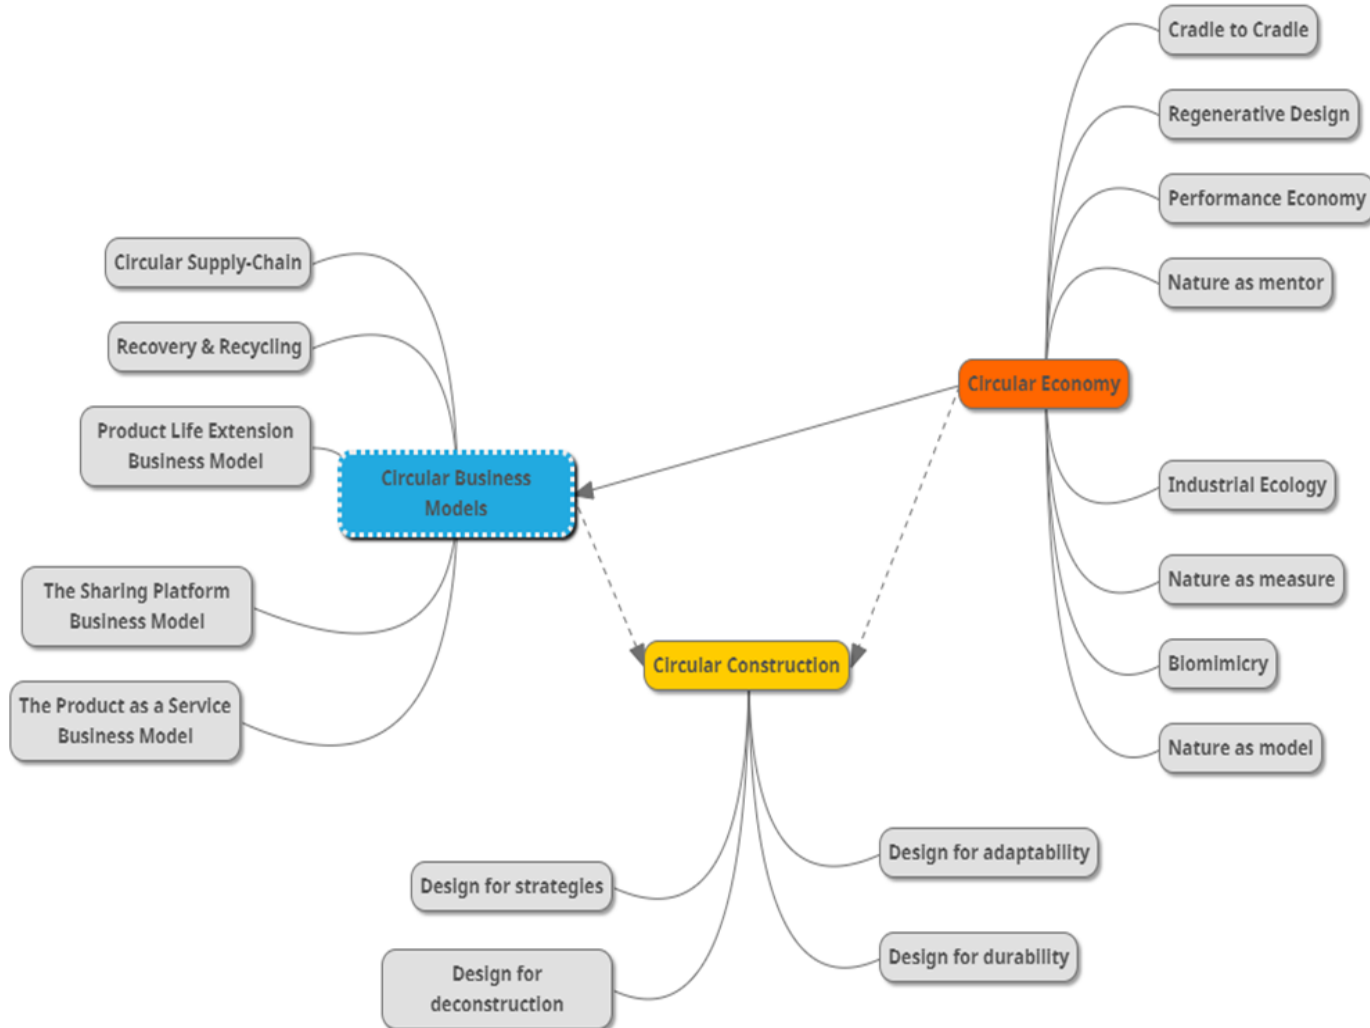 Cradle to Cradle
Regenerative Design
Performance Economy
Nature as mentor
Circular Economy
Industrial Ecology
Nature as measure
Biomimicry
Nature as model
Circular Supply-Chain
Recovery & Recycling
Product Life Extension
Business Model
Circular Business
Models
The Sharing Platform
Business Model
The Product as a Service
Business Model
Circular Construction
Design for strategies
Design for
deconstruction
Design for adaptability
Design for durability